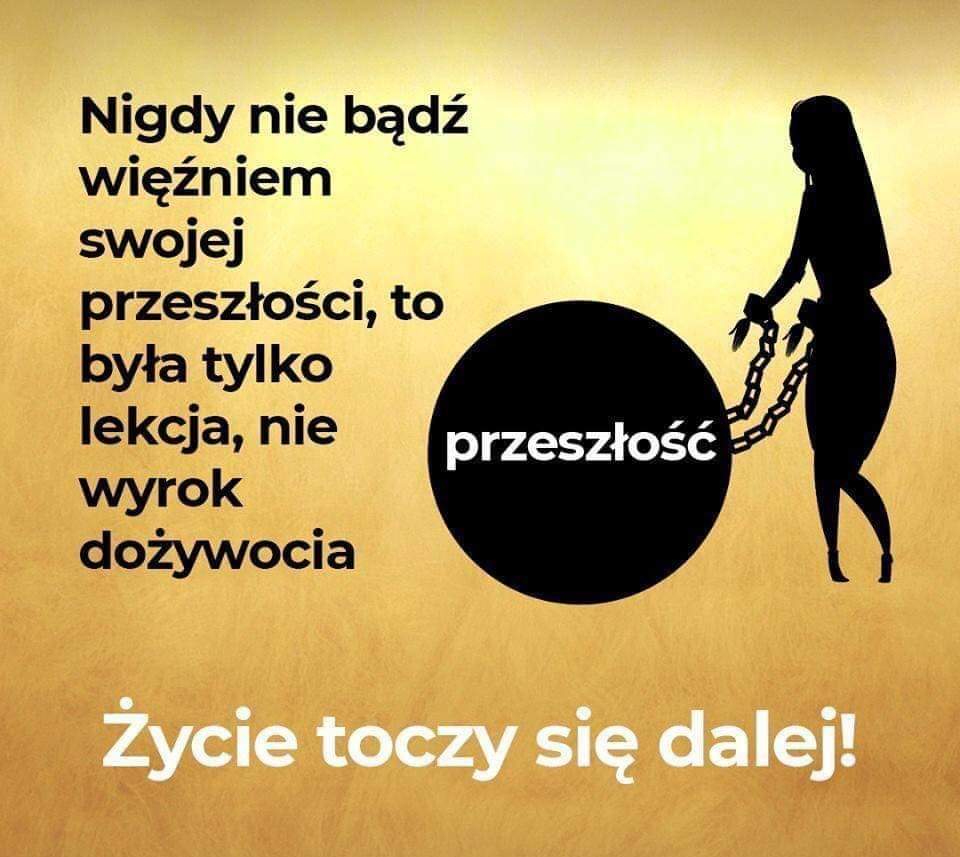 Nigdy nie bądź
więźniem
swojej
przeszłości, to
była tylko
lekcja, nie
wyrok
dożywocia
przeszłość
Życie toczy się dalej!